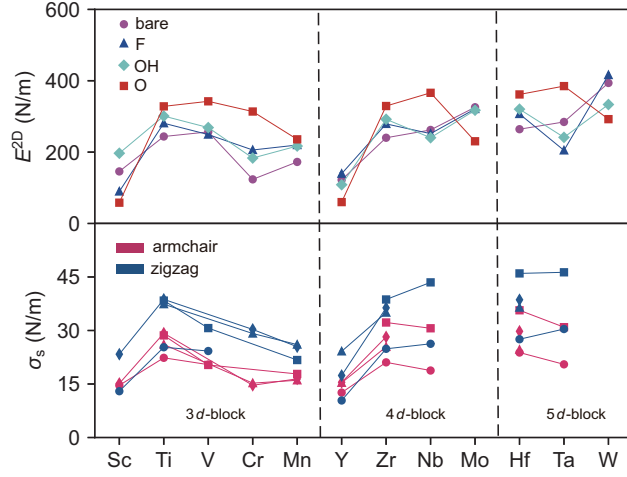 600
400
200
0
E²ᴰ (N/m)
bare
F
OH
O
45
30
15
0
σₛ (N/m)
armchair
zigzag
3d-block
4d-block
5d-block
Sc Ti V Cr Mn Y Zr Nb Mo Hf Ta W